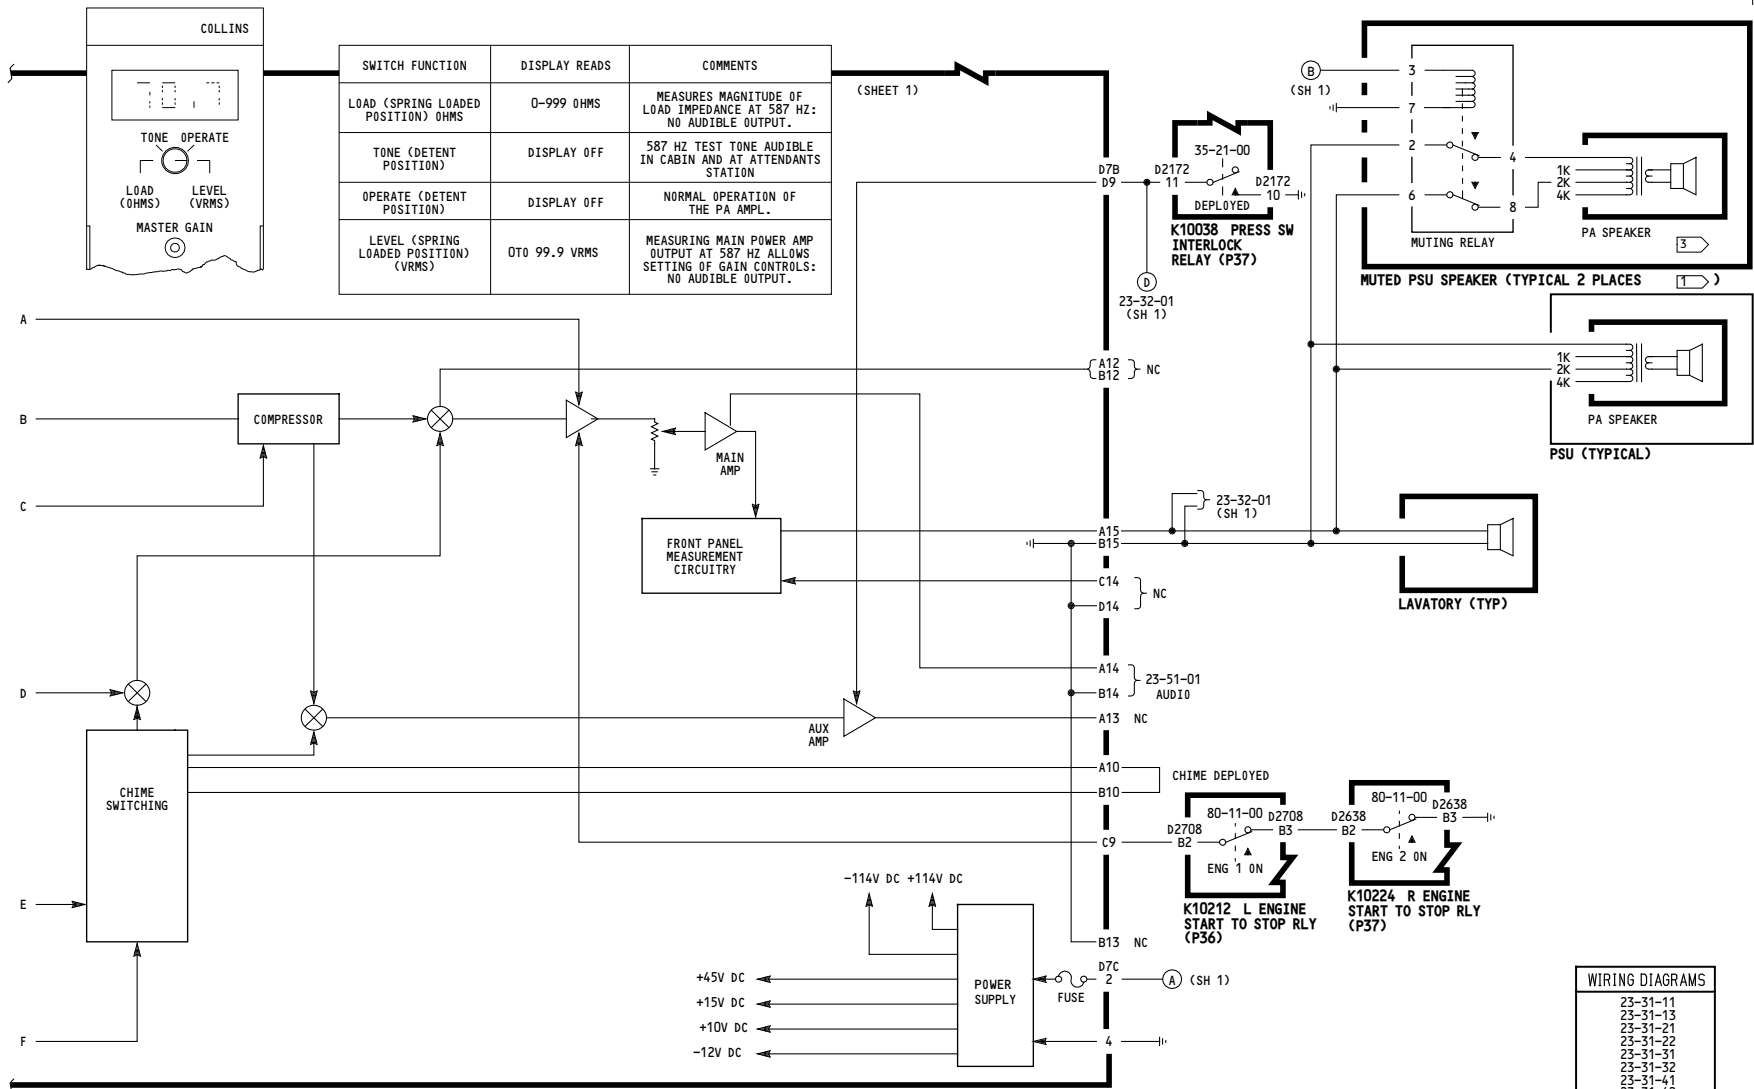 COLLINS
70.7
TONE OPERATE
LOAD
(OHMS)
LEVEL
(VRMS)
MASTER GAIN
SWITCH FUNCTION
DISPLAY READS
COMMENTS
LOAD (SPRING LOADED
POSITION) OHMS
0-999 OHMS
MEASURES MAGNITUDE OF
LOAD IMPEDANCE AT 587 HZ:
NO AUDIBLE OUTPUT.
TONE (DETENT
POSITION)
DISPLAY OFF
587 HZ TEST TONE AUDIBLE
IN CABIN AND AT ATTENDANTS
STATION
OPERATE (DETENT
POSITION)
DISPLAY OFF
NORMAL OPERATION OF
THE PA AMPL.
LEVEL (SPRING
LOADED POSITION)
(VRMS)
0TO 99.9 VRMS
MEASURING MAIN POWER AMP
OUTPUT AT 587 HZ ALLOWS
SETTING OF GAIN CONTROLS:
NO AUDIBLE OUTPUT.
(SHEET 1)
D7B
D9
D2172
11
35-21-00
DEPLOYED
D2172
10
K10038 PRESS SW
INTERLOCK
RELAY (P37)
D
23-32-01
(SH 1)
B
(SH 1)
3
7
2
6
4
8
MUTING RELAY
1K
2K
4K
PA SPEAKER
3
MUTED PSU SPEAKER (TYPICAL 2 PLACES 1 )
1K
2K
4K
PA SPEAKER
PSU (TYPICAL)
A
B
C
D
E
F
COMPRESSOR
MAIN
AMP
FRONT PANEL
MEASUREMENT
CIRCUITRY
A12
B12
NC
A15
B15
23-32-01
(SH 1)
LAVATORY (TYP)
C14
D14
NC
A14
B14
23-51-01
AUDIO
AUX
AMP
A13 NC
CHIME
SWITCHING
A10
B10
CHIME DEPLOYED
C9
D2708
B2
80-11-00
ENG 1 ON
D2708
B3
K10212 L ENGINE
START TO STOP RLY
(P36)
D2638
B2
80-11-00
ENG 2 ON
D2638
B3
K10224 R ENGINE
START TO STOP RLY
(P37)
B13 NC
-114V DC +114V DC
+45V DC
+15V DC
+10V DC
-12V DC
POWER
SUPPLY
FUSE
D7C
2
A (SH 1)
4
WIRING DIAGRAMS
23-31-11
23-31-13
23-31-21
23-31-22
23-31-31
23-31-32
23-31-41